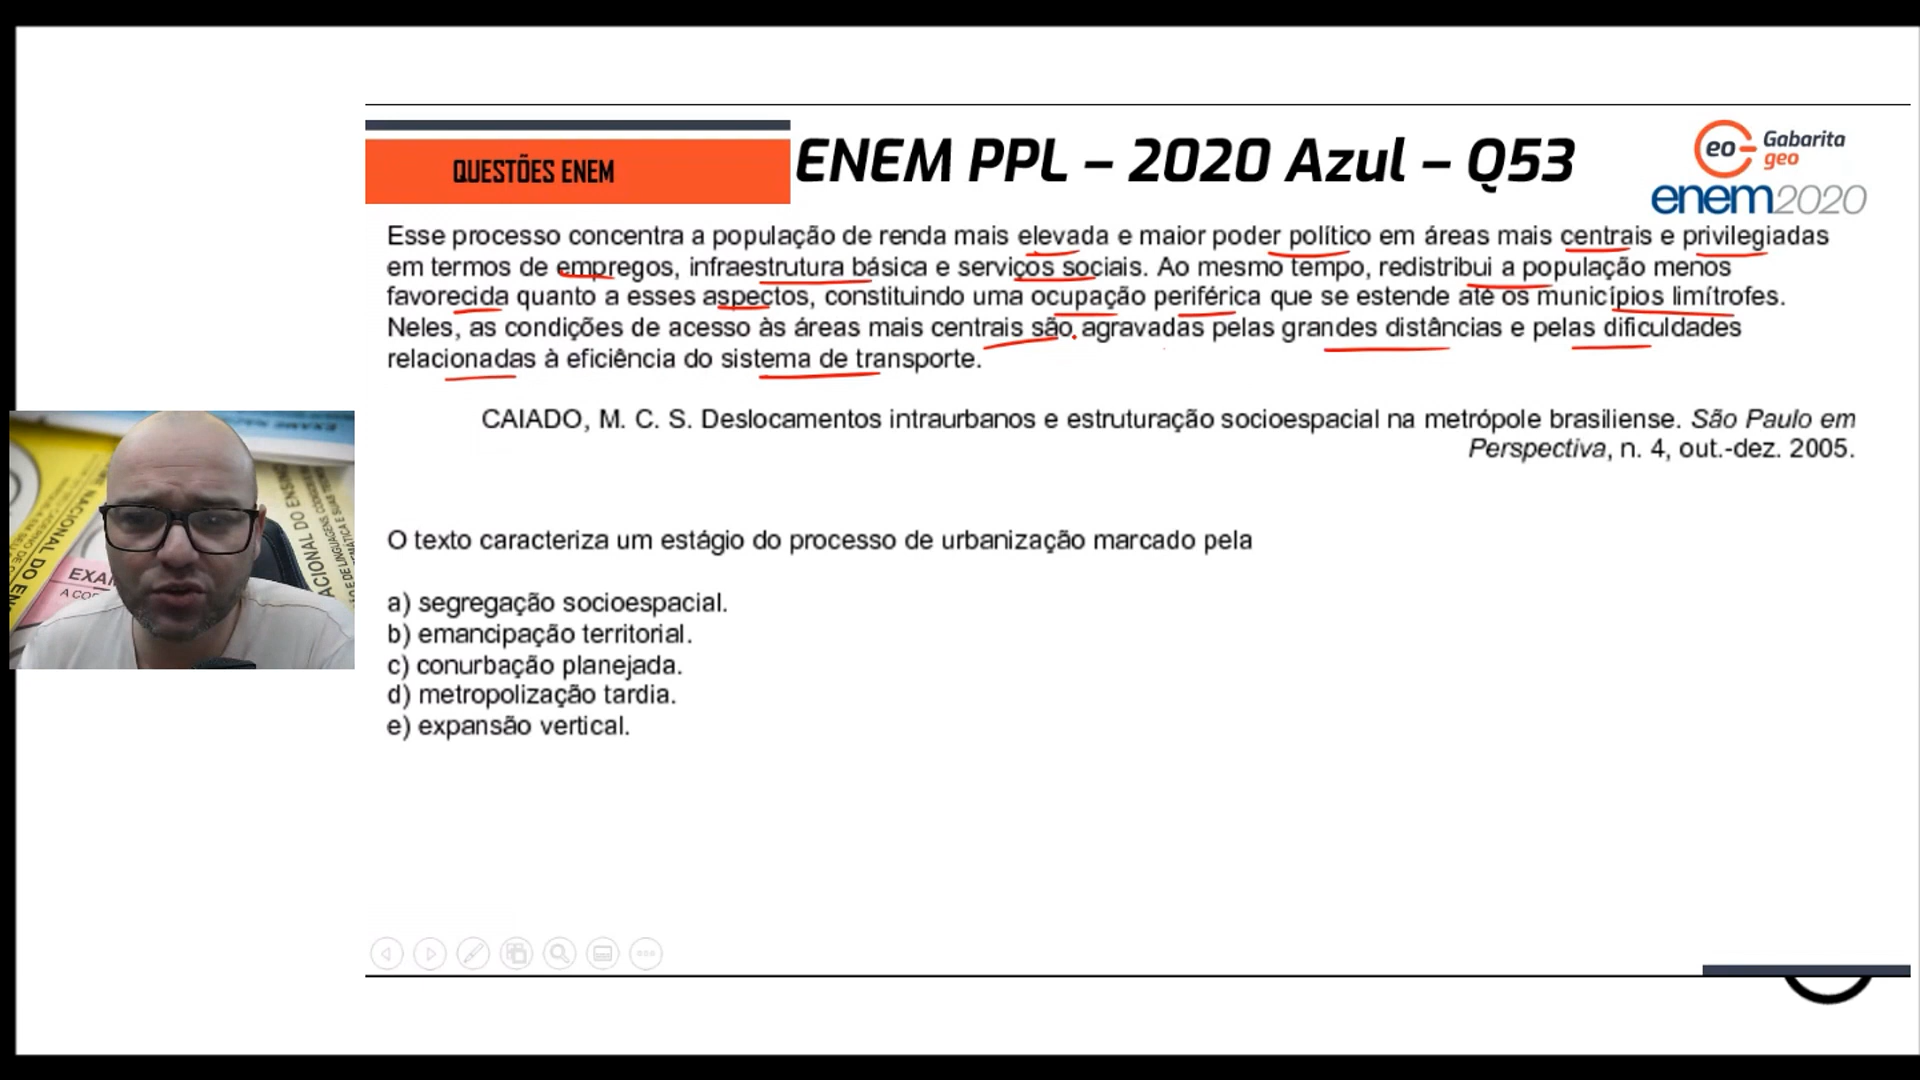 QUESTÕES ENEM
ENEM PPL – 2020 Azul – Q53
eo Gabarita
geo
enem2020
Esse processo concentra a população de renda mais elevada e maior poder político em áreas mais centrais e privilegiadas
em termos de empregos, infraestrutura básica e serviços sociais. Ao mesmo tempo, redistribui a população menos
favorecida quanto a esses aspectos, constituindo uma ocupação periférica que se estende até os municípios limítrofes.
Neles, as condições de acesso às áreas mais centrais são agravadas pelas grandes distâncias e pelas dificuldades
relacionadas à eficiência do sistema de transporte.
CAIADO, M. C. S. Deslocamentos intraurbanos e estruturação socioespacial na metrópole brasiliense. São Paulo em
Perspectiva, n. 4, out.-dez. 2005.
O texto caracteriza um estágio do processo de urbanização marcado pela
a) segregação socioespacial.
b) emancipação territorial.
c) conurbação planejada.
d) metropolização tardia.
e) expansão vertical.